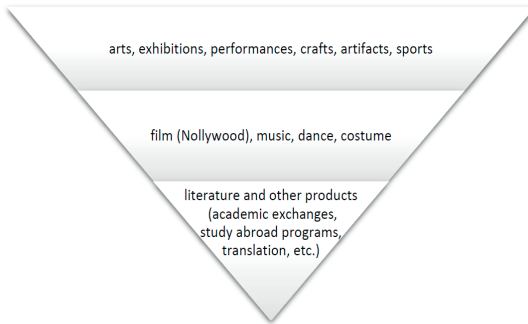 arts, exhibitions, performances, crafts, artifacts, sports
film (Nollywood), music, dance, costume
literature and other products
(academic exchanges,
study abroad programs,
translation, etc.)